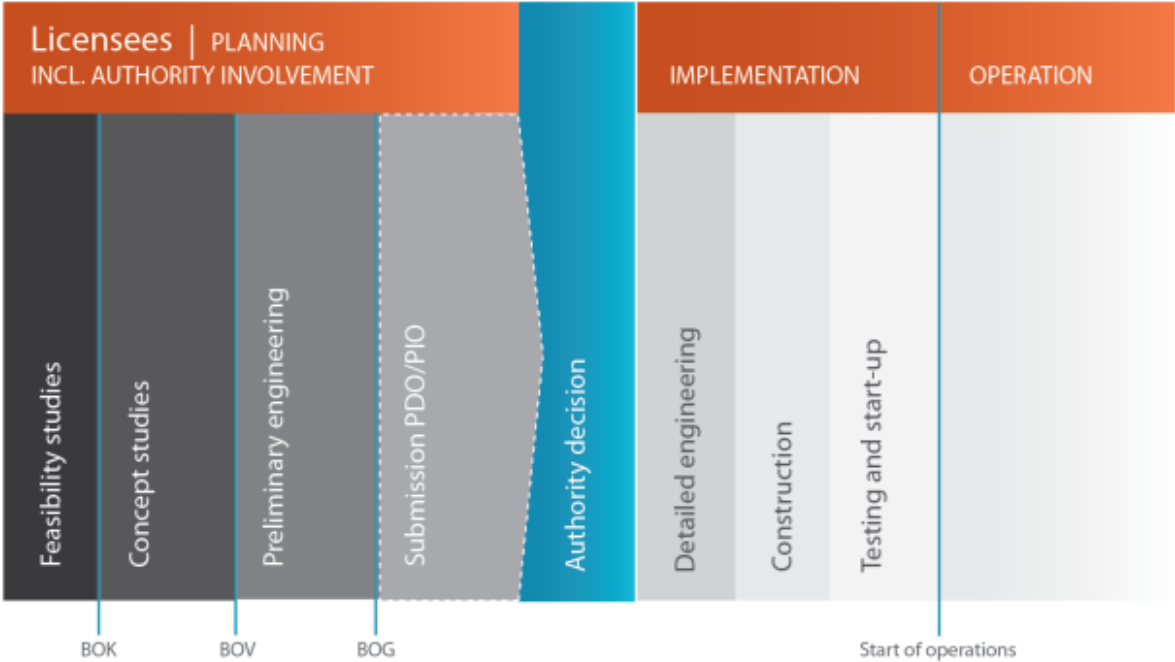 Licensees | PLANNING
INCL. AUTHORITY INVOLVEMENT
IMPLEMENTATION
OPERATION
Feasibility studies
Concept studies
Preliminary engineering
Submission PDO/PIO
Authority decision
Detailed engineering
Construction
Testing and start-up
BOK
BOV
BOG
Start of operations